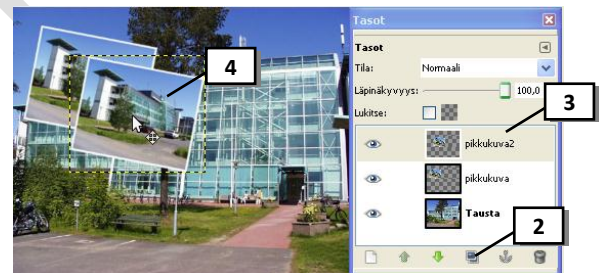 Tasot
Tasot
Tila: Normaali
Läpinäkyvyys: 100,0
Lukitse:
pikkukuva2
pikkukuva
Tausta
4
3
2